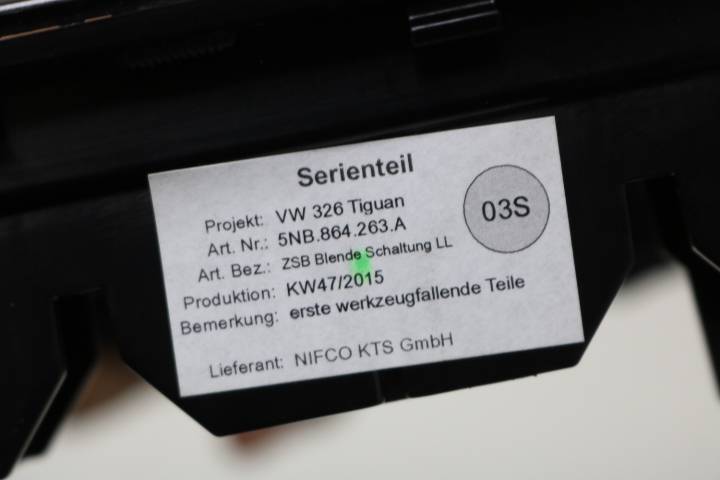 Serienteil
Projekt: VW 326 Tiguan
Art. Nr.: 5NB.864.263.A
Art. Bez.: ZSB Blende Schaltung LL
Produktion: KW47/2015
Bemerkung: erste werkzeugfallende Teile
Lieferant: NIFCO KTS GmbH
03S